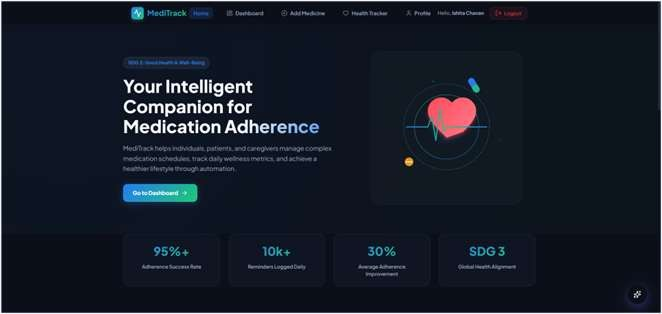 MediTrack Home Dashboard Add Medicine Health Tracker Profile Hello, Ishita Chavan Logout
SDG 3: Good Health & Well-Being
Your Intelligent
Companion for
Medication Adherence
MediTrack helps individuals, patients, and caregivers manage complex
medication schedules, track daily wellness metrics, and achieve a
healthier lifestyle through automation.
Go to Dashboard →
95%+
Adherence Success Rate
10k+
Reminders Logged Daily
30%
Average Adherence
Improvement
SDG 3
Global Health Alignment